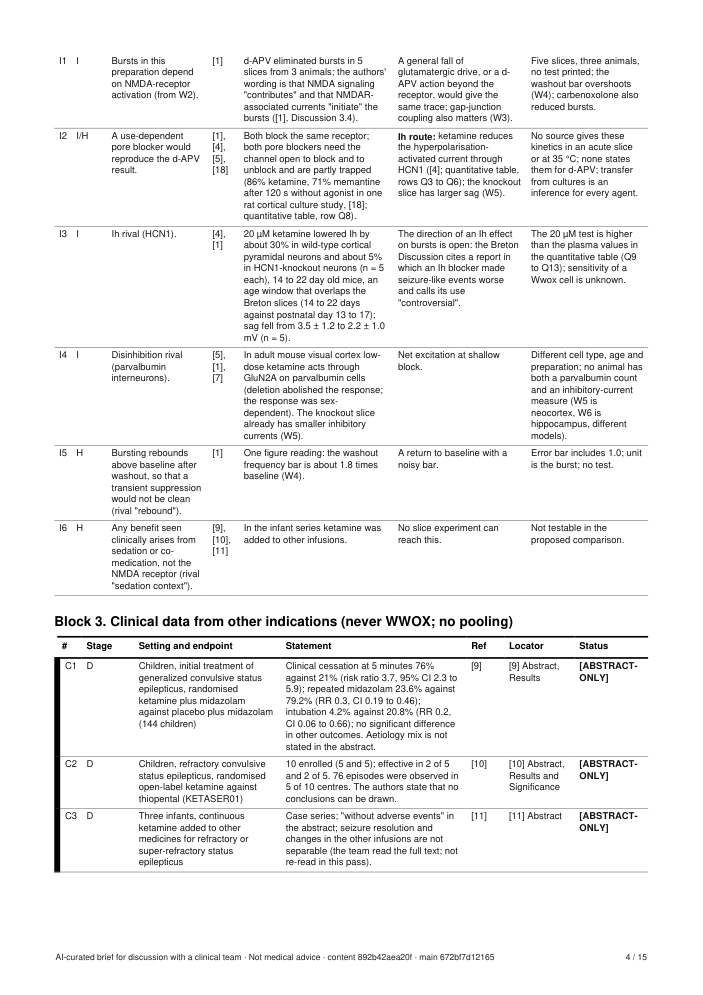 I1 I
Bursts in this
preparation depend
on NMDA-receptor
activation (from W2).
[1]
d-APV eliminated bursts in 5
slices from 3 animals; the authors'
wording is that NMDA signaling
"contributes" and that NMDAR-
associated currents "initiate" the
bursts ([1], Discussion 3.4).
A general fall of
glutamatergic drive, or a d-
APV action beyond the
receptor, would give the
same trace; gap-junction
coupling also matters (W3).
Five slices, three animals,
no test printed; the
washout bar overshoots
(W4); carbenoxolone also
reduced bursts.
I2 I/H
A use-dependent
pore blocker would
reproduce the d-APV
result.
[1],
[4],
[5],
[18]
Both block the same receptor;
both pore blockers need the
channel open to block and to
unblock and are partly trapped
(86% ketamine, 71% memantine
after 120 s without agonist in one
rat cortical culture study, [18];
quantitative table, row Q8).
Ih route: ketamine reduces
the hyperpolarisation-
activated current through
HCN1 ([4]; quantitative table,
rows Q3 to Q6); the knockout
slice has larger sag (W5).
No source gives these
kinetics in an acute slice
or at 35 °C; none states
them for d-APV; transfer
from cultures is an
inference for every agent.
I3 I
Ih rival (HCN1).
[4],
[1]
20 µM ketamine lowered Ih by
about 30% in wild-type cortical
pyramidal neurons and about 5%
in HCN1-knockout neurons (n = 5
each), 14 to 22 day old mice, an
age window that overlaps the
Breton slices (14 to 22 days
against postnatal day 13 to 17);
sag fell from 3.5 ± 1.2 to 2.2 ± 1.0
mV (n = 5).
The direction of an Ih effect
on bursts is open: the Breton
Discussion cites a report in
which an Ih blocker made
seizure-like events worse
and calls its use
"controversial".
The 20 µM test is higher
than the plasma values in
the quantitative table (Q9
to Q13); sensitivity of a
Wwox cell is unknown.
I4 I
Disinhibition rival
(parvalbumin
interneurons).
[5],
[1],
[7]
In adult mouse visual cortex low-
dose ketamine acts through
GluN2A on parvalbumin cells
(deletion abolished the response;
the response was sex-
dependent). The knockout slice
already has smaller inhibitory
currents (W5).
Net excitation at shallow
block.
Different cell type, age and
preparation; no animal has
both a parvalbumin count
and an inhibitory-current
measure (W5 is
neocortex, W6 is
hippocampus, different
models).
I5 H
Bursting rebounds
above baseline after
washout, so that a
transient suppression
would not be clean
(rival "rebound").
[1]
One figure reading: the washout
frequency bar is about 1.8 times
baseline (W4).
A return to baseline with a
noisy bar.
Error bar includes 1.0; unit
is the burst; no test.
I6 H
Any benefit seen
clinically arises from
sedation or co-
medication, not the
NMDA receptor (rival
"sedation context").
[9],
[10],
[11]
In the infant series ketamine was
added to other infusions.
No slice experiment can
reach this.
Not testable in the
proposed comparison.
Block 3. Clinical data from other indications (never WWOX; no pooling)
# Stage Setting and endpoint Statement Ref Locator Status
C1 D
Children, initial treatment of
generalized convulsive status
epilepticus, randomised
ketamine plus midazolam
against placebo plus midazolam
(144 children)
Clinical cessation at 5 minutes 76%
against 21% (risk ratio 3.7, 95% CI 2.3 to
5.9); repeated midazolam 23.6% against
79.2% (RR 0.3, CI 0.19 to 0.46);
intubation 4.2% against 20.8% (RR 0.2,
CI 0.06 to 0.66); no significant difference
in other outcomes. Aetiology mix is not
stated in the abstract.
[9]
[9] Abstract,
Results
[ABSTRACT-
ONLY]
C2 D
Children, refractory convulsive
status epilepticus, randomised
open-label ketamine against
thiopental (KETASER01)
10 enrolled (5 and 5); effective in 2 of 5
and 2 of 5. 76 episodes were observed in
5 of 10 centres. The authors state that no
conclusions can be drawn.
[10]
[10] Abstract,
Results and
Significance
[ABSTRACT-
ONLY]
C3 D
Three infants, continuous
ketamine added to other
medicines for refractory or
super-refractory status
epilepticus
Case series; "without adverse events" in
the abstract; seizure resolution and
changes in the other infusions are not
separable (the team read the full text; not
re-read in this pass).
[11]
[11] Abstract
[ABSTRACT-
ONLY]
AI-curated brief for discussion with a clinical team · Not medical advice · content 892b42aea20f · main 672bf7d12165
4 / 15